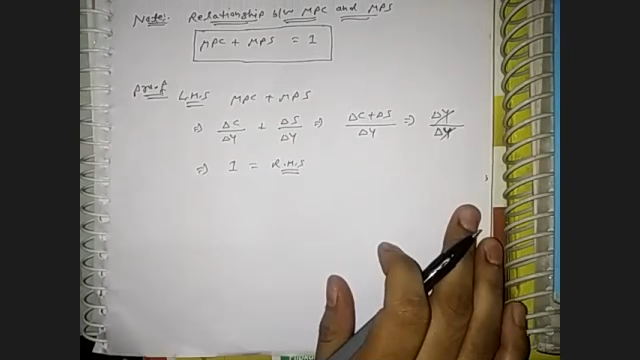 Note:- Relationship b/w MPC and MPS
MPC + MPS = 1
Proof L.H.S MPC + MPS
⇒ ΔC/ΔY + ΔS/ΔY ⇒ ΔC+ΔS/ΔY ⇒ ΔY/ΔY
⇒ 1 = R.H.S